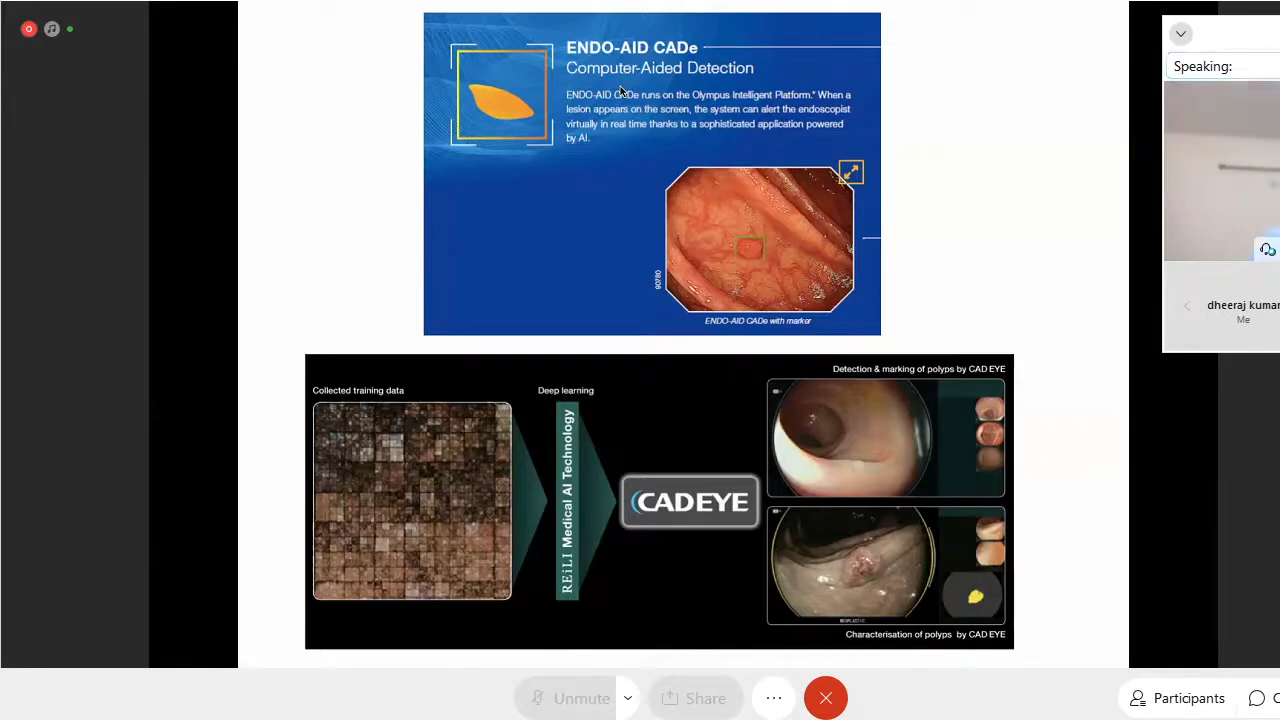 ENDO-AID CADe
Computer-Aided Detection
ENDO-AID CADe runs on the Olympus Intelligent Platform.* When a
lesion appears on the screen, the system can alert the endoscopist
virtually in real time thanks to a sophisticated application powered
by AI.
90780
ENDO-AID CADe with marker
Speaking:
dheeraj kumar
Me
Detection & marking of polyps by CAD EYE
Collected training data
Deep learning
REiLI Medical AI Technology
CADEYE
NEOPLASTIC
Characterisation of polyps by CAD EYE
Unmute
Share
Participants